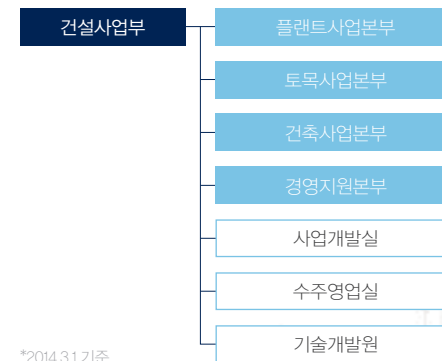 건설사업부
플랜트사업본부
토목사업본부
건축사업본부
경영지원본부
사업개발실
수주영업실
기술개발원
*2014.3.1 기준